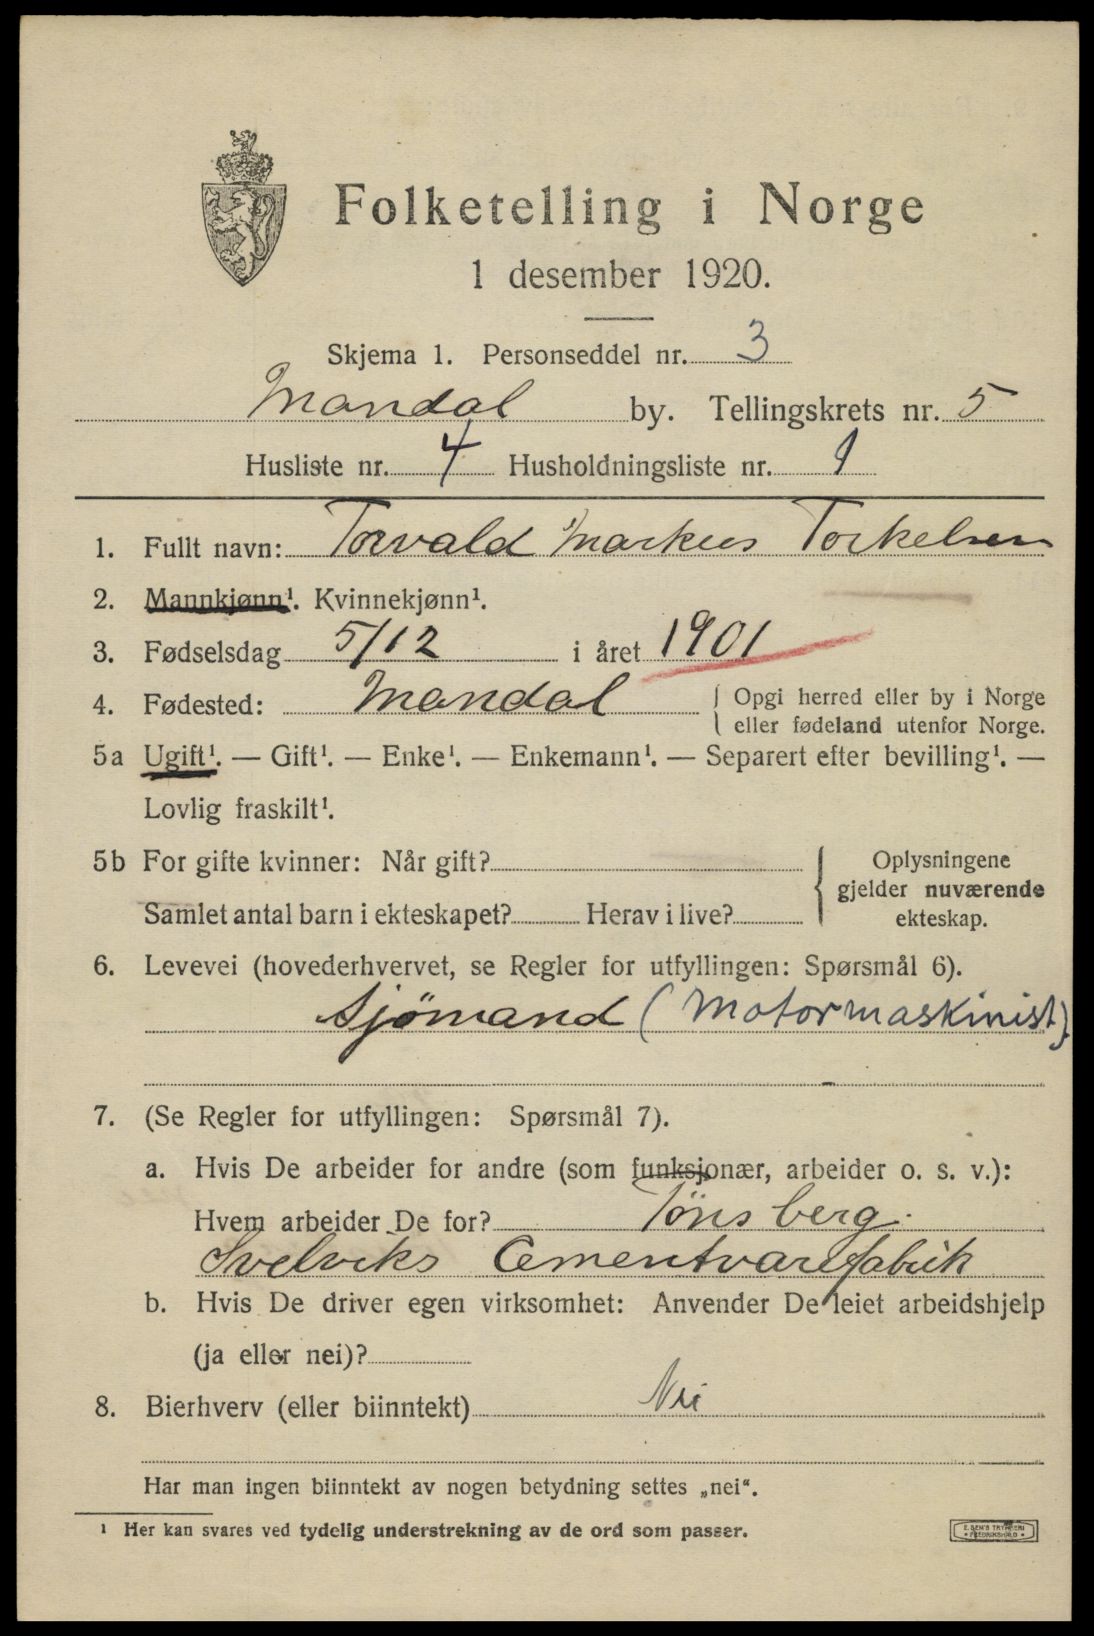 Folketelling i Norge
1 desember 1920.
Skjema 1. Personseddel nr. 3
Mandal by. Tellingskrets nr. 5
Husliste nr. 4 Husholdningsliste nr. 1
1. Fullt navn: Torvald Markus Torkelsen
2. Mannkjønn¹. Kvinnekjønn¹.
3. Fødselsdag 5/12 i året 1901
4. Fødested: Mandal { Opgi herred eller by i Norge
eller fødeland utenfor Norge.
5a Ugift¹. — Gift¹. — Enke¹. — Enkemann¹. — Separert efter bevilling¹. —
Lovlig fraskilt¹.
5b For gifte kvinner: Når gift?
Samlet antal barn i ekteskapet? Herav i live?
Oplysningene
gjelder nuværende
ekteskap.
6. Levevei (hovederhvervet, se Regler for utfyllingen: Spørsmål 6).
Sjömand (Motormaskinist)
7. (Se Regler for utfyllingen: Spørsmål 7).
a. Hvis De arbeider for andre (som funksjonær, arbeider o. s. v.):
Hvem arbeider De for? Tönsberg.
Svelviks Cementvarefabrik
b. Hvis De driver egen virksomhet: Anvender De leiet arbeidshjelp
(ja eller nei)?
8. Bierhverv (eller biinntekt) Nei
Har man ingen biinntekt av nogen betydning settes „nei".
¹ Her kan svares ved tydelig understrekning av de ord som passer.